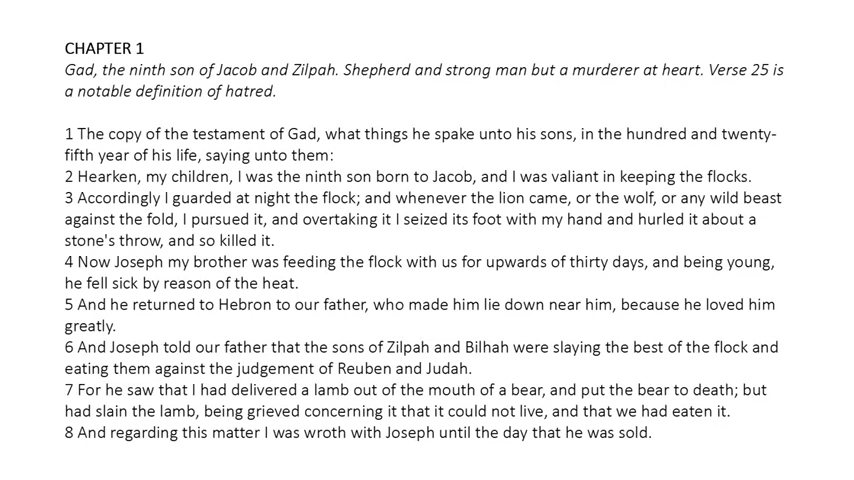 CHAPTER 1
Gad, the ninth son of Jacob and Zilpah. Shepherd and strong man but a murderer at heart. Verse 25 is
a notable definition of hatred.
1 The copy of the testament of Gad, what things he spake unto his sons, in the hundred and twenty-
fifth year of his life, saying unto them:
2 Hearken, my children, I was the ninth son born to Jacob, and I was valiant in keeping the flocks.
3 Accordingly I guarded at night the flock; and whenever the lion came, or the wolf, or any wild beast
against the fold, I pursued it, and overtaking it I seized its foot with my hand and hurled it about a
stone's throw, and so killed it.
4 Now Joseph my brother was feeding the flock with us for upwards of thirty days, and being young,
he fell sick by reason of the heat.
5 And he returned to Hebron to our father, who made him lie down near him, because he loved him
greatly.
6 And Joseph told our father that the sons of Zilpah and Bilhah were slaying the best of the flock and
eating them against the judgement of Reuben and Judah.
7 For he saw that I had delivered a lamb out of the mouth of a bear, and put the bear to death; but
had slain the lamb, being grieved concerning it that it could not live, and that we had eaten it.
8 And regarding this matter I was wroth with Joseph until the day that he was sold.